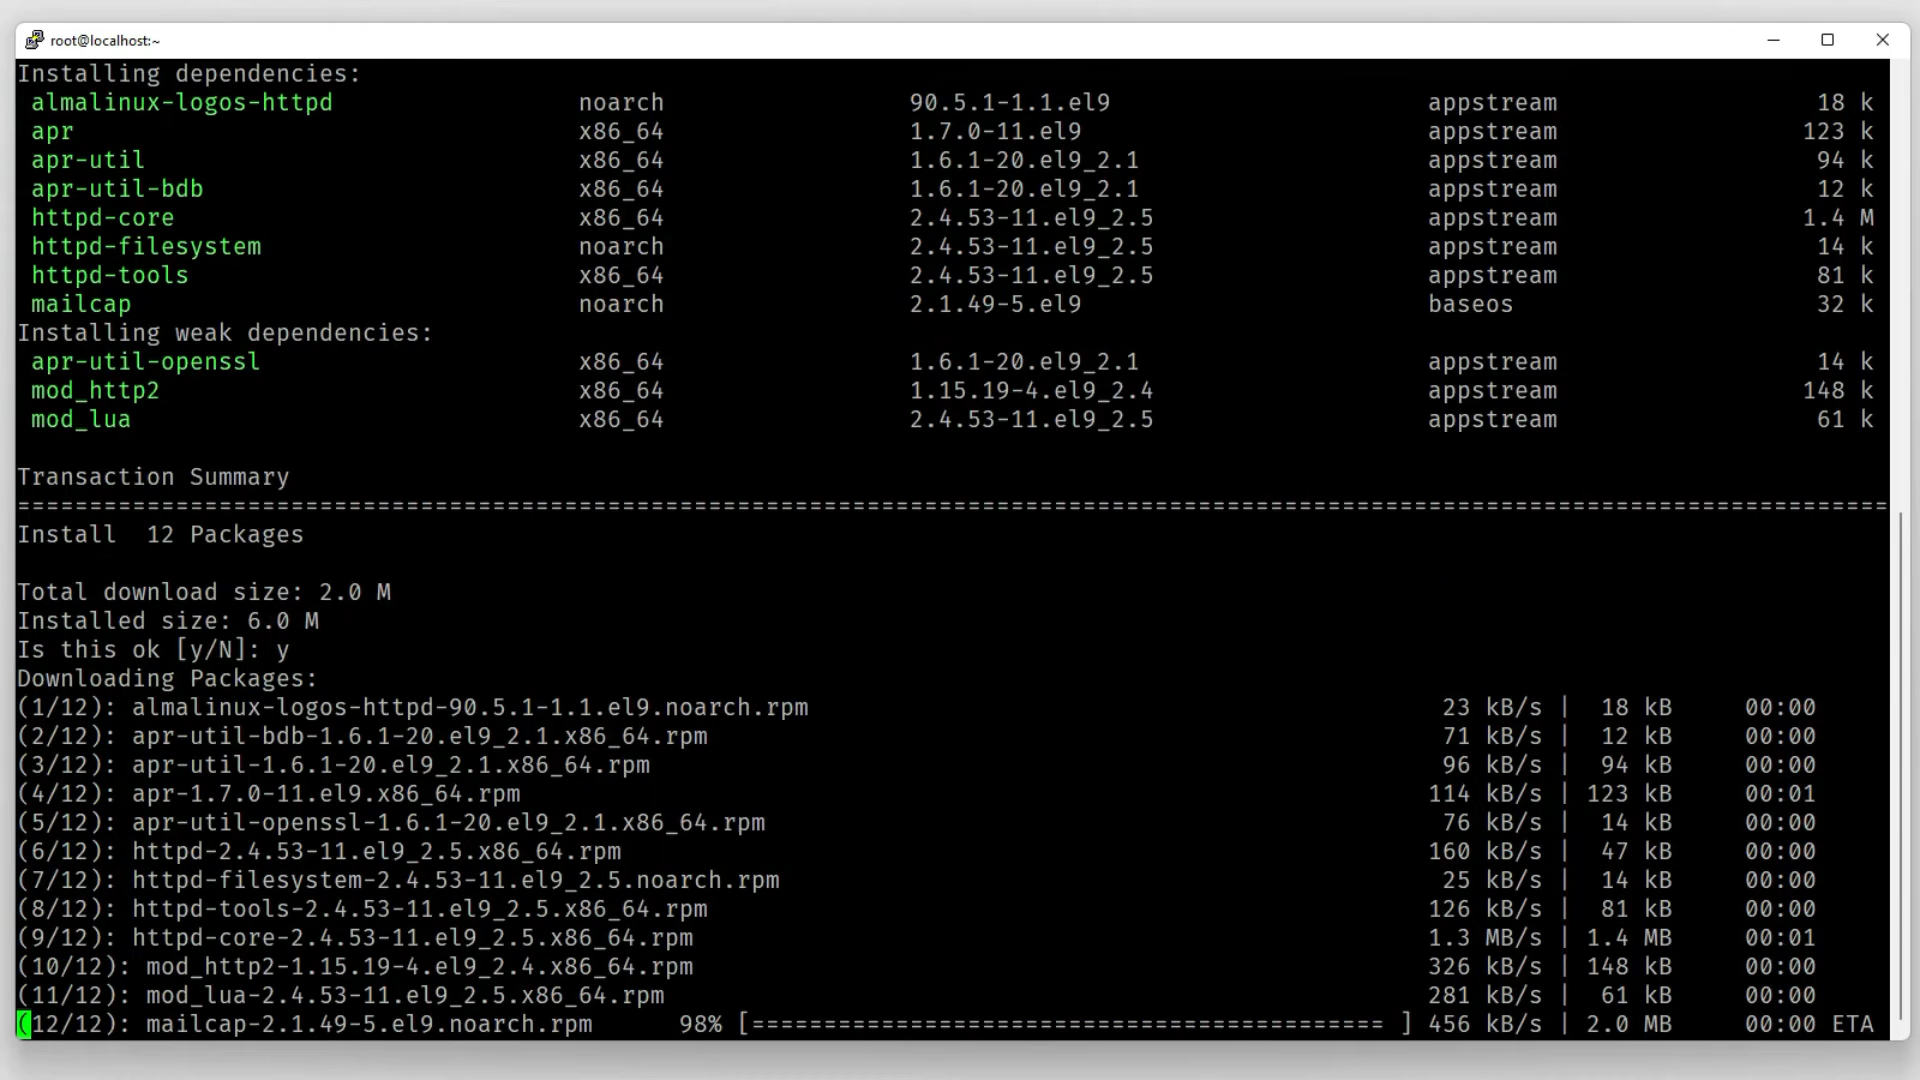 root@localhost:~
Installing dependencies:
almalinux-logos-httpd noarch 90.5.1-1.1.el9 appstream 18 k
apr x86_64 1.7.0-11.el9 appstream 123 k
apr-util x86_64 1.6.1-20.el9_2.1 appstream 94 k
apr-util-bdb x86_64 1.6.1-20.el9_2.1 appstream 12 k
httpd-core x86_64 2.4.53-11.el9_2.5 appstream 1.4 M
httpd-filesystem noarch 2.4.53-11.el9_2.5 appstream 14 k
httpd-tools x86_64 2.4.53-11.el9_2.5 appstream 81 k
mailcap noarch 2.1.49-5.el9 baseos 32 k
Installing weak dependencies:
apr-util-openssl x86_64 1.6.1-20.el9_2.1 appstream 14 k
mod_http2 x86_64 1.15.19-4.el9_2.4 appstream 148 k
mod_lua x86_64 2.4.53-11.el9_2.5 appstream 61 k
Transaction Summary
================================================================================
Install  12 Packages
Total download size: 2.0 M
Installed size: 6.0 M
Is this ok [y/N]: y
Downloading Packages:
(1/12): almalinux-logos-httpd-90.5.1-1.1.el9.noarch.rpm 23 kB/s | 18 kB 00:00
(2/12): apr-util-bdb-1.6.1-20.el9_2.1.x86_64.rpm 71 kB/s | 12 kB 00:00
(3/12): apr-util-1.6.1-20.el9_2.1.x86_64.rpm 96 kB/s | 94 kB 00:00
(4/12): apr-1.7.0-11.el9.x86_64.rpm 114 kB/s | 123 kB 00:01
(5/12): apr-util-openssl-1.6.1-20.el9_2.1.x86_64.rpm 76 kB/s | 14 kB 00:00
(6/12): httpd-2.4.53-11.el9_2.5.x86_64.rpm 160 kB/s | 47 kB 00:00
(7/12): httpd-filesystem-2.4.53-11.el9_2.5.noarch.rpm 25 kB/s | 14 kB 00:00
(8/12): httpd-tools-2.4.53-11.el9_2.5.x86_64.rpm 126 kB/s | 81 kB 00:00
(9/12): httpd-core-2.4.53-11.el9_2.5.x86_64.rpm 1.3 MB/s | 1.4 MB 00:01
(10/12): mod_http2-1.15.19-4.el9_2.4.x86_64.rpm 326 kB/s | 148 kB 00:00
(11/12): mod_lua-2.4.53-11.el9_2.5.x86_64.rpm 281 kB/s | 61 kB 00:00
(12/12): mailcap-2.1.49-5.el9.noarch.rpm 98% [============================================ ] 456 kB/s | 2.0 MB 00:00 ETA